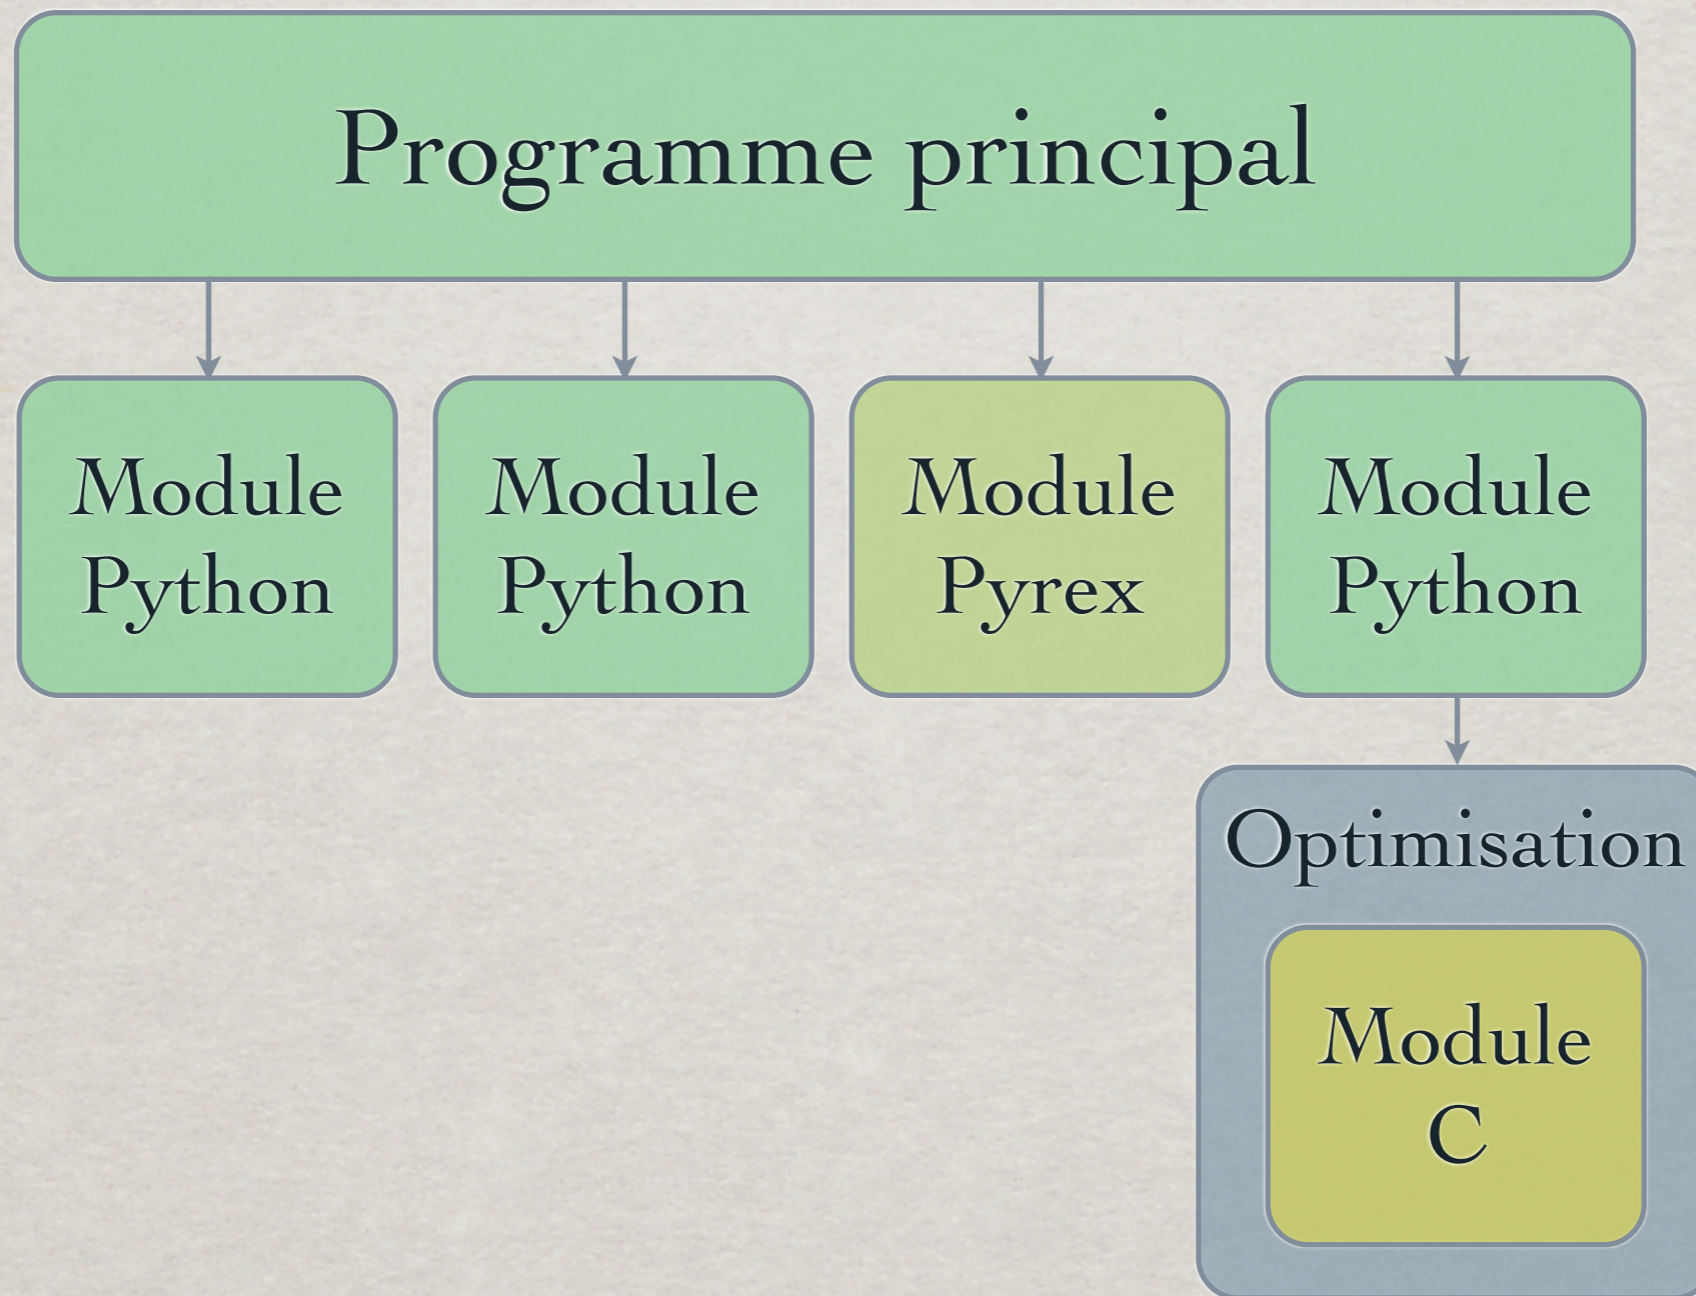 Programme principal
Module
Python
Module
Python
Module
Pyrex
Module
Python
Optimisation
Module
C